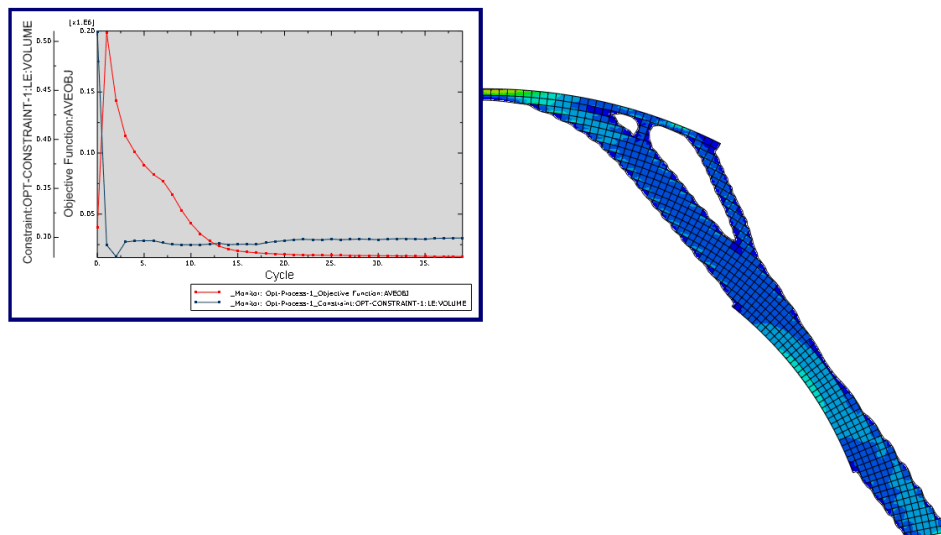 [x1.E6]
Constraint:OPT-CONSTRAINT-1:LE:VOLUME
0.50
0.45
0.40
0.35
0.30
Objective Function:AVEOBJ
0.20
0.15
0.10
0.05
0. 5. 10. 15. 20. 25. 30. 35.
Cycle
_Monitor: Opt-Process-1_Objective Function:AVEOBJ
_Monitor: Opt-Process-1_Constraint:OPT-CONSTRAINT-1:LE:VOLUME